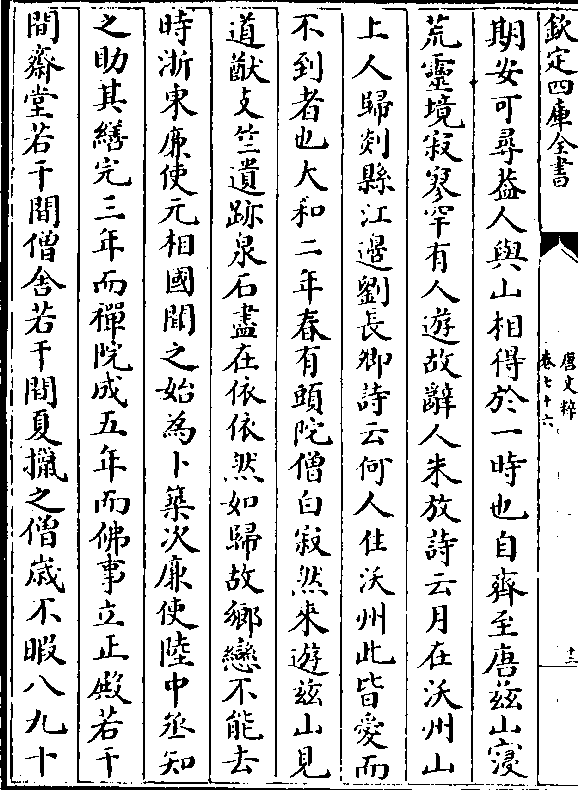 欽定四庫全書
唐文粹
卷七十六
十二
期安可尋葢人與山相得於一時也自齊至唐茲山寖
荒靈境寂寥罕有人遊故辭人朱放詩云月在沃州山
上人歸剡縣江邊劉長卿詩云何人住沃州此皆愛而
不到者也大和二年春有頭陀僧白寂然來遊茲山見
道猷支竺遺跡泉石盡在依依然如歸故鄉戀不能去
時浙東廉使元相國聞之始為卜築次廉使陸中丞知
之助其繕完三年而禪院成五年而佛事立正殿若干
間齋堂若干間僧舍若干間夏擸之僧嵗不暇八九十